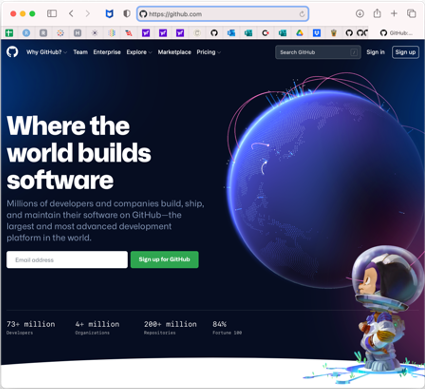 https://github.com
GitHub:...
Why GitHub? Team Enterprise Explore Marketplace Pricing
Search GitHub /
Sign in
Sign up
Where the
world builds
software
Millions of developers and companies build, ship,
and maintain their software on GitHub—the
largest and most advanced development
platform in the world.
Email address
Sign up for GitHub
73+ million 4+ million 200+ million 84%
Developers Organizations Repositories Fortune 100